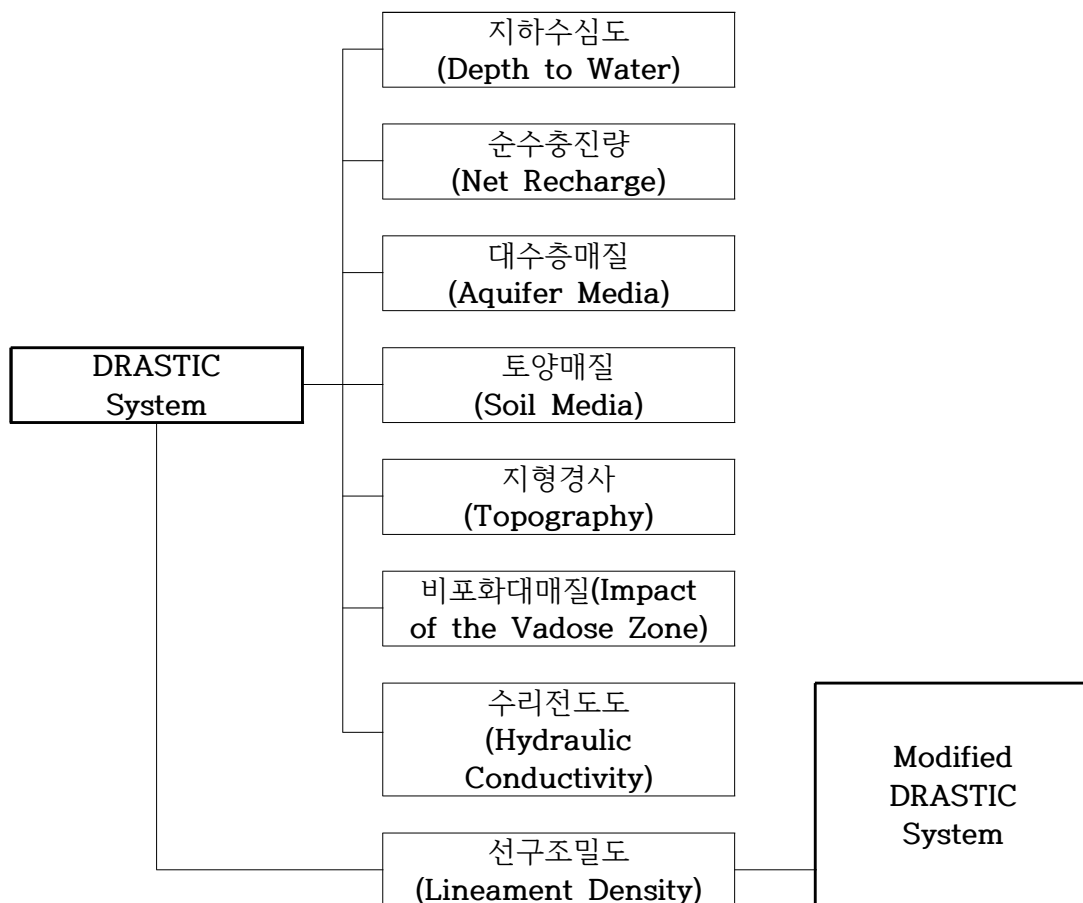 지하수심도
(Depth to Water)
순수충진량
(Net Recharge)
대수층매질
(Aquifer Media)
DRASTIC
System
토양매질
(Soil Media)
지형경사
(Topography)
비포화대매질(Impact
of the Vadose Zone)
수리전도도
(Hydraulic
Conductivity)
Modified
DRASTIC
System
선구조밀도
(Lineament Density)